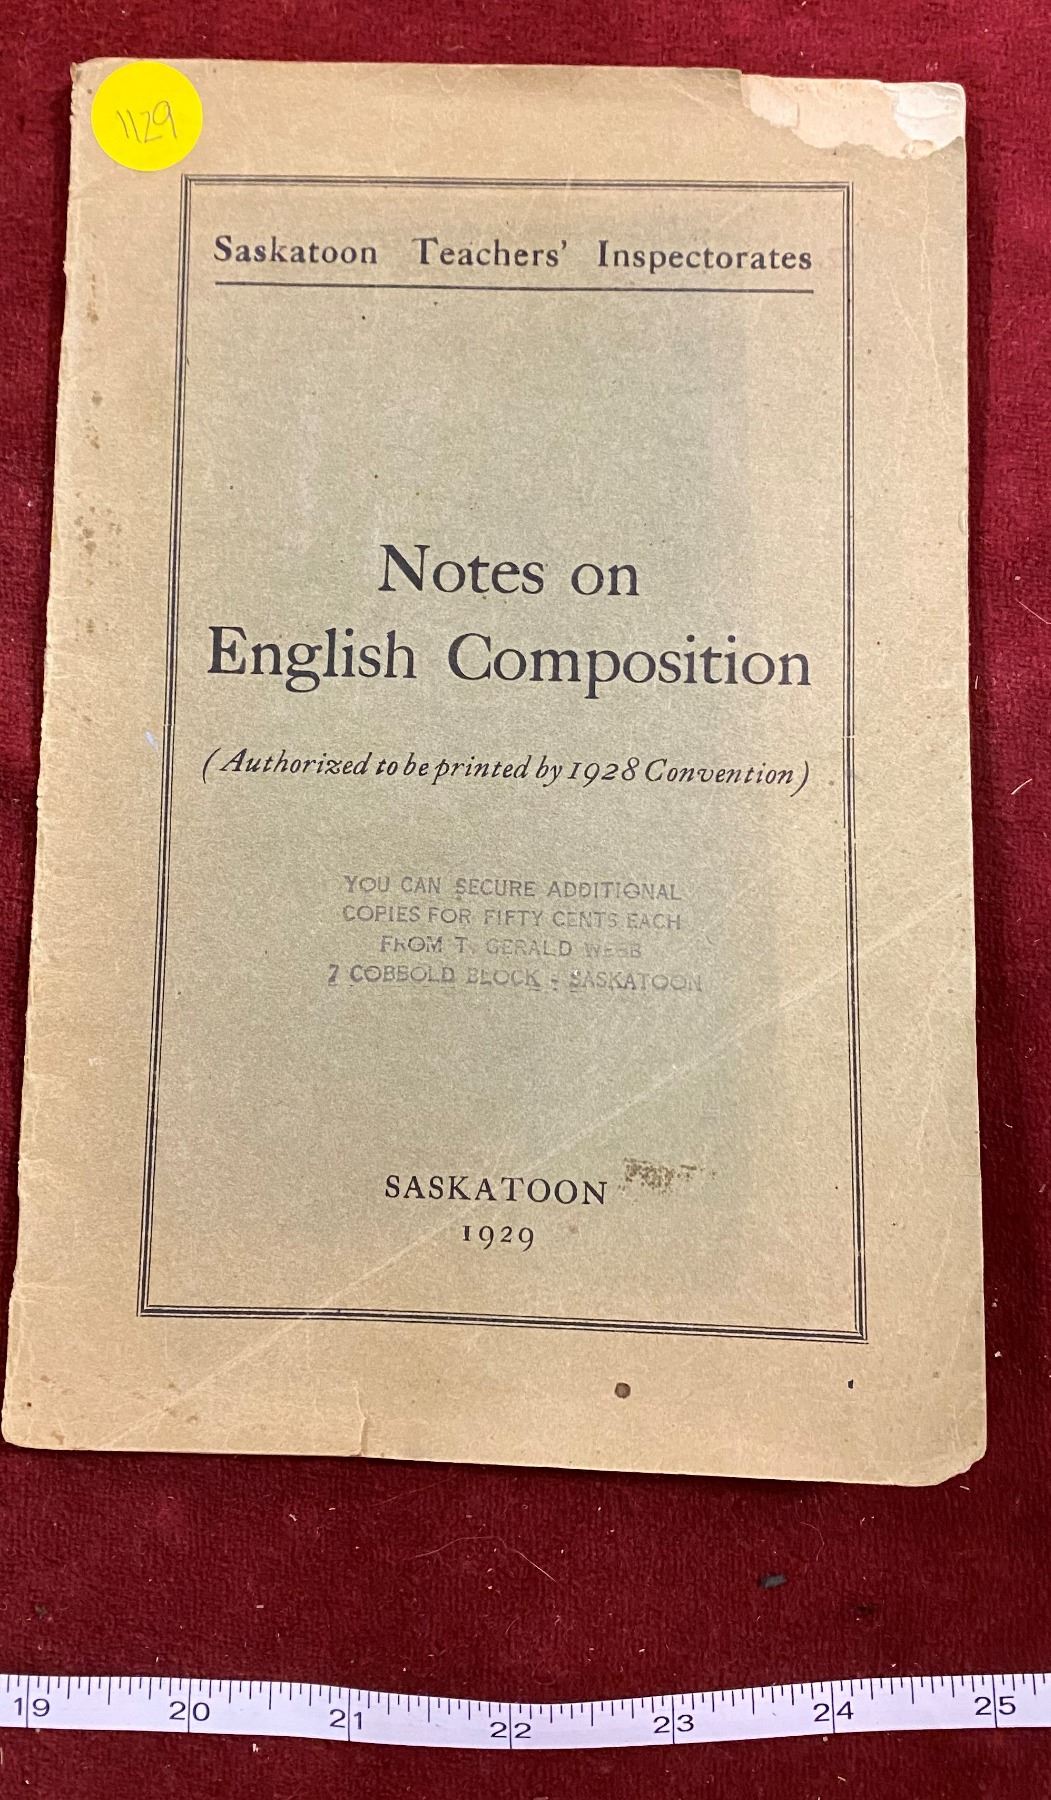 1129
Saskatoon Teachers' Inspectorates
Notes on
English Composition
(Authorized to be printed by 1928 Convention)
YOU CAN SECURE ADDITIONAL
COPIES FOR FIFTY CENTS EACH
FROM T. GERALD WEBB
7 COBBOLD BLOCK - SASKATOON
SASKATOON
1929
19 20 21 22 23 24 25